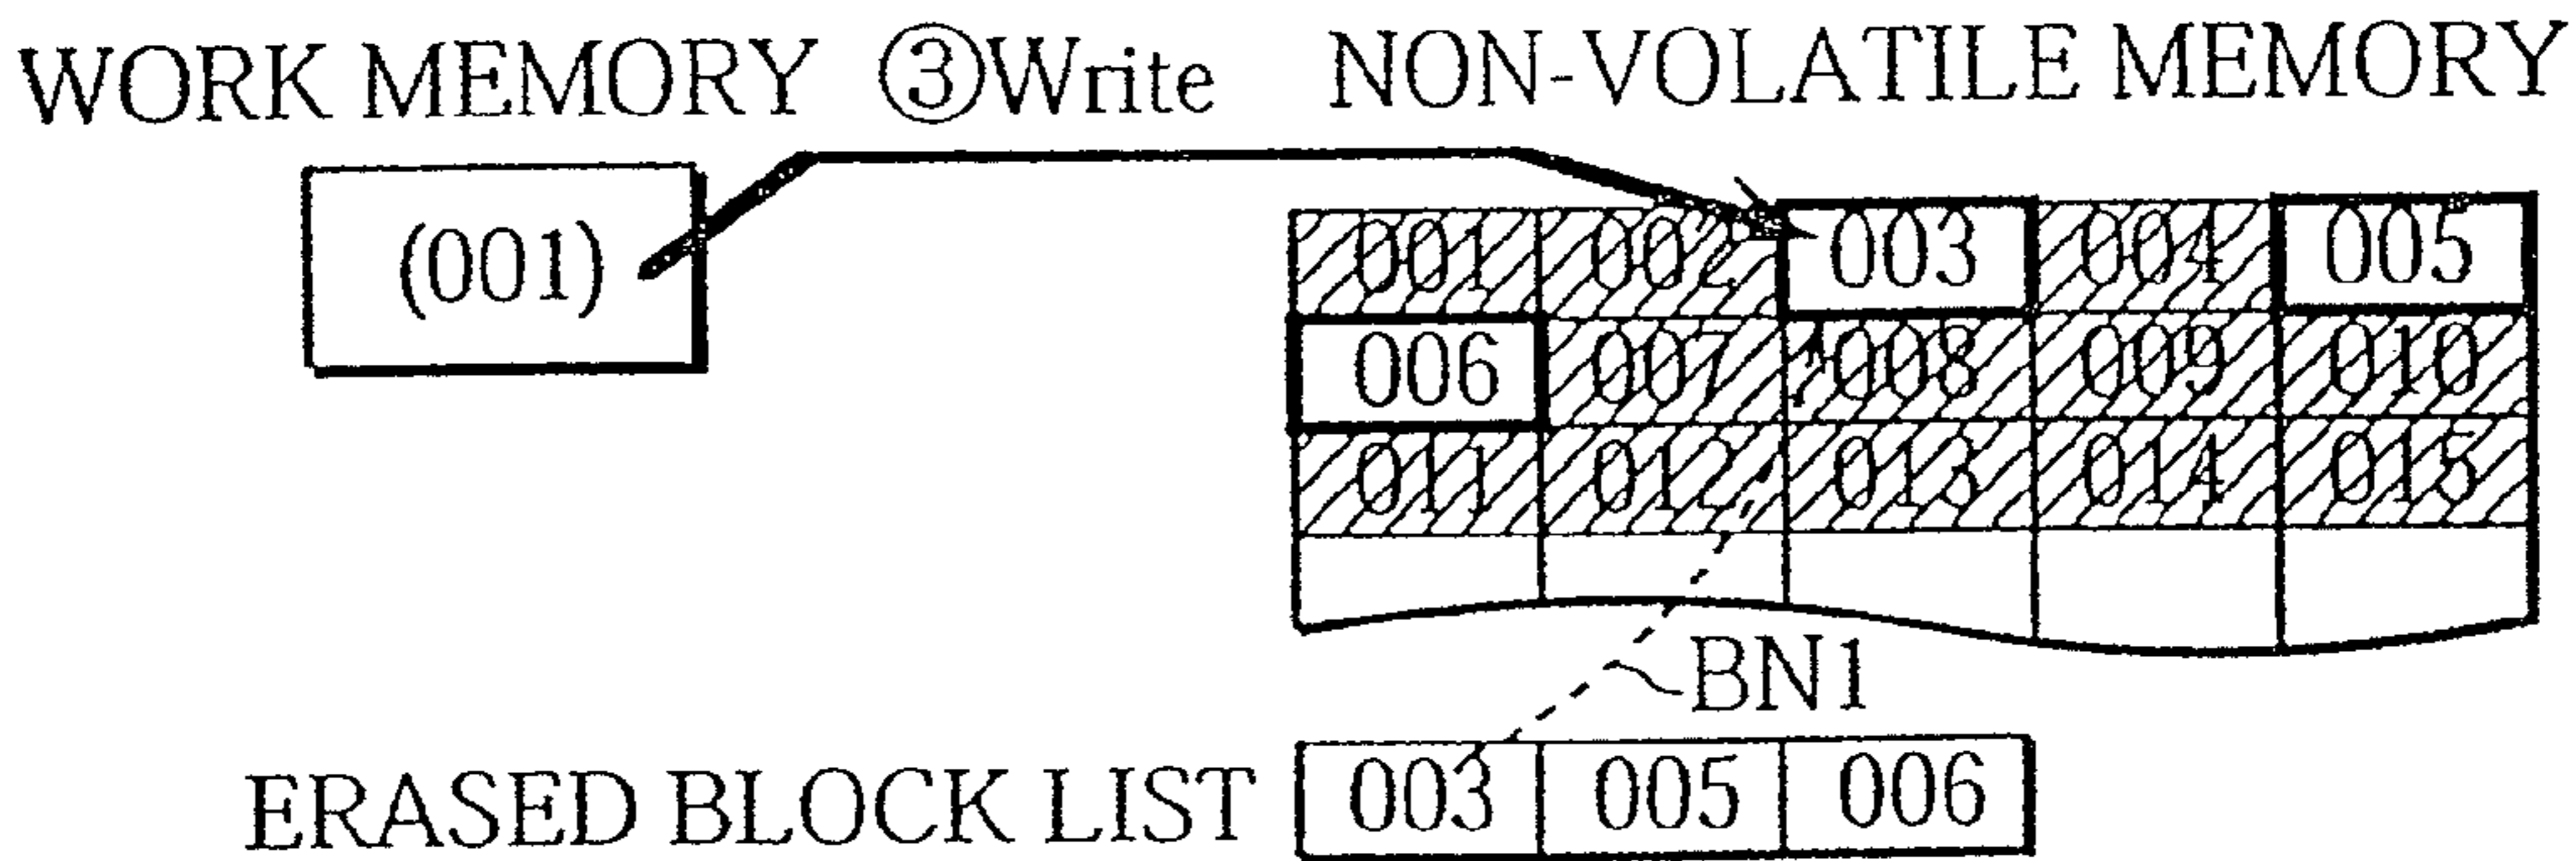 WORK MEMORY ③Write NON-VOLATILE MEMORY
(001)
001 002 003 004 005
006 007 008 009 010
011 012 013 014 015
BN1
ERASED BLOCK LIST 003 005 006